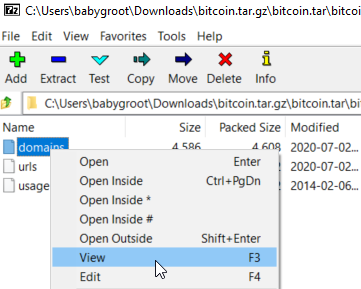 C:\Users\babygroot\Downloads\bitcoin.tar.gz\bitcoin.tar\bitcoi
File Edit View Favorites Tools Help
Add Extract Test Copy Move Delete Info
C:\Users\babygroot\Downloads\bitcoin.tar.gz\bitcoin.tar\bit
Name Size Packed Size Modified
domains 4 586 4 608 2020-07-02...
urls 2020-07-02...
usage 2014-02-06...
Open Enter
Open Inside Ctrl+PgDn
Open Inside *
Open Inside #
Open Outside Shift+Enter
View F3
Edit F4